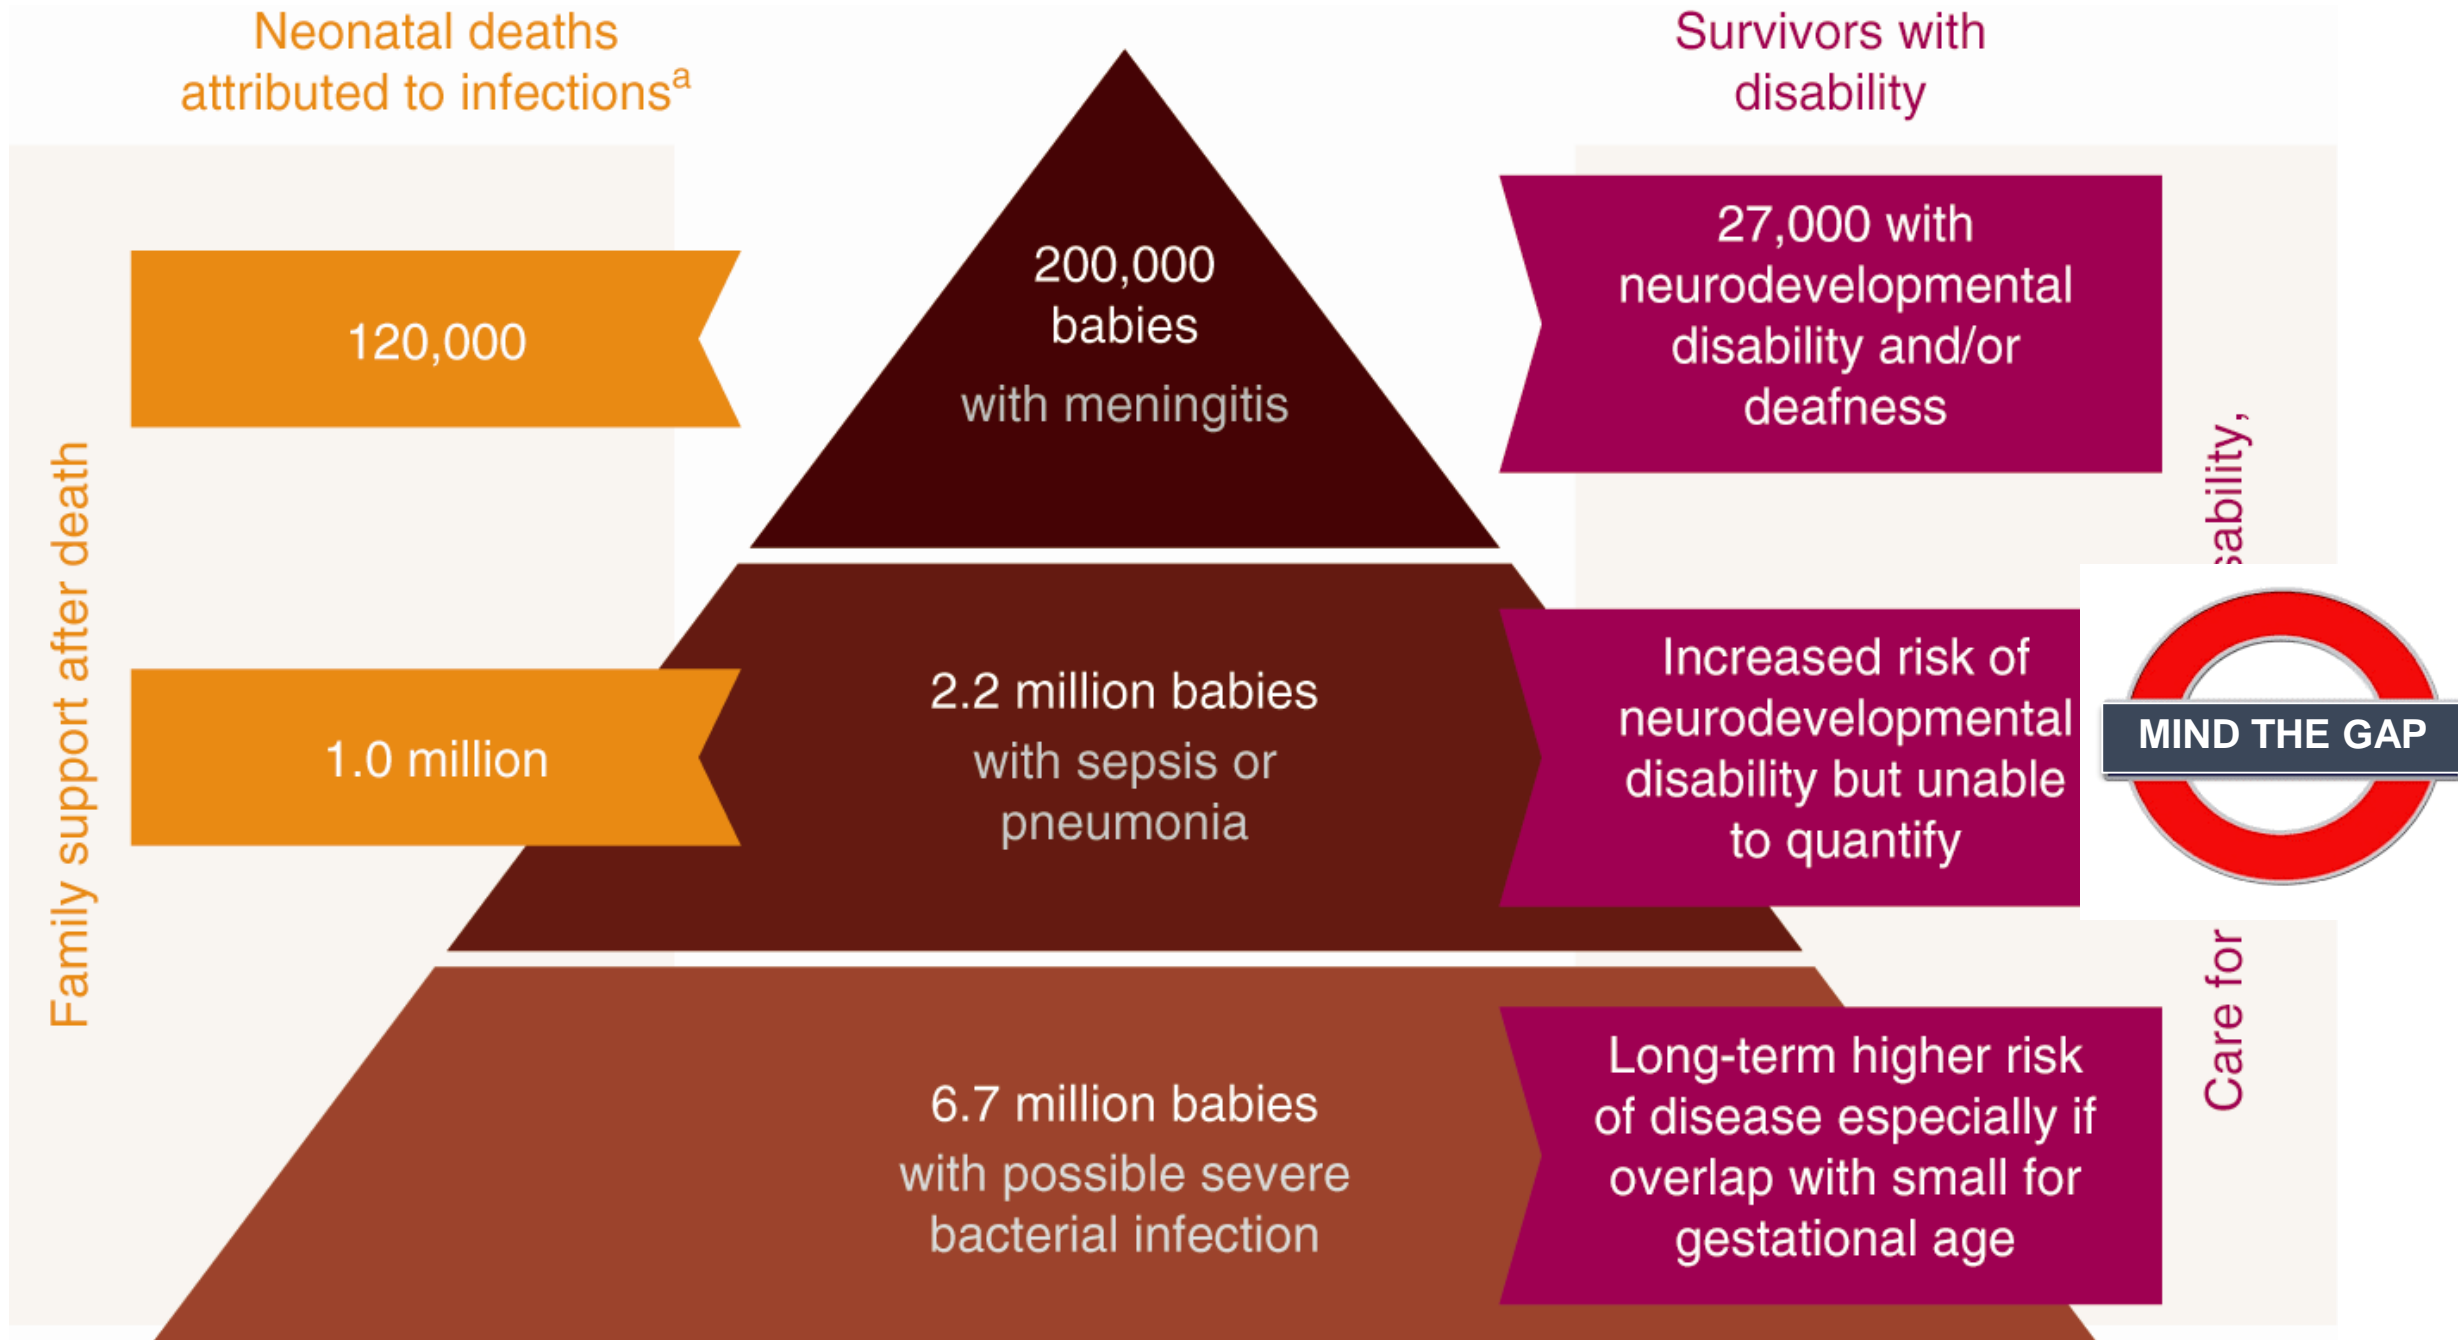 Neonatal deaths
attributed to infectionsᵃ
Survivors with
disability
Family support after death
120,000
200,000
babies
with meningitis
27,000 with
neurodevelopmental
disability and/or
deafness
1.0 million
2.2 million babies
with sepsis or
pneumonia
Increased risk of
neurodevelopmental
disability but unable
to quantify
MIND THE GAP
6.7 million babies
with possible severe
bacterial infection
Long-term higher risk
of disease especially if
overlap with small for
gestational age
Care for